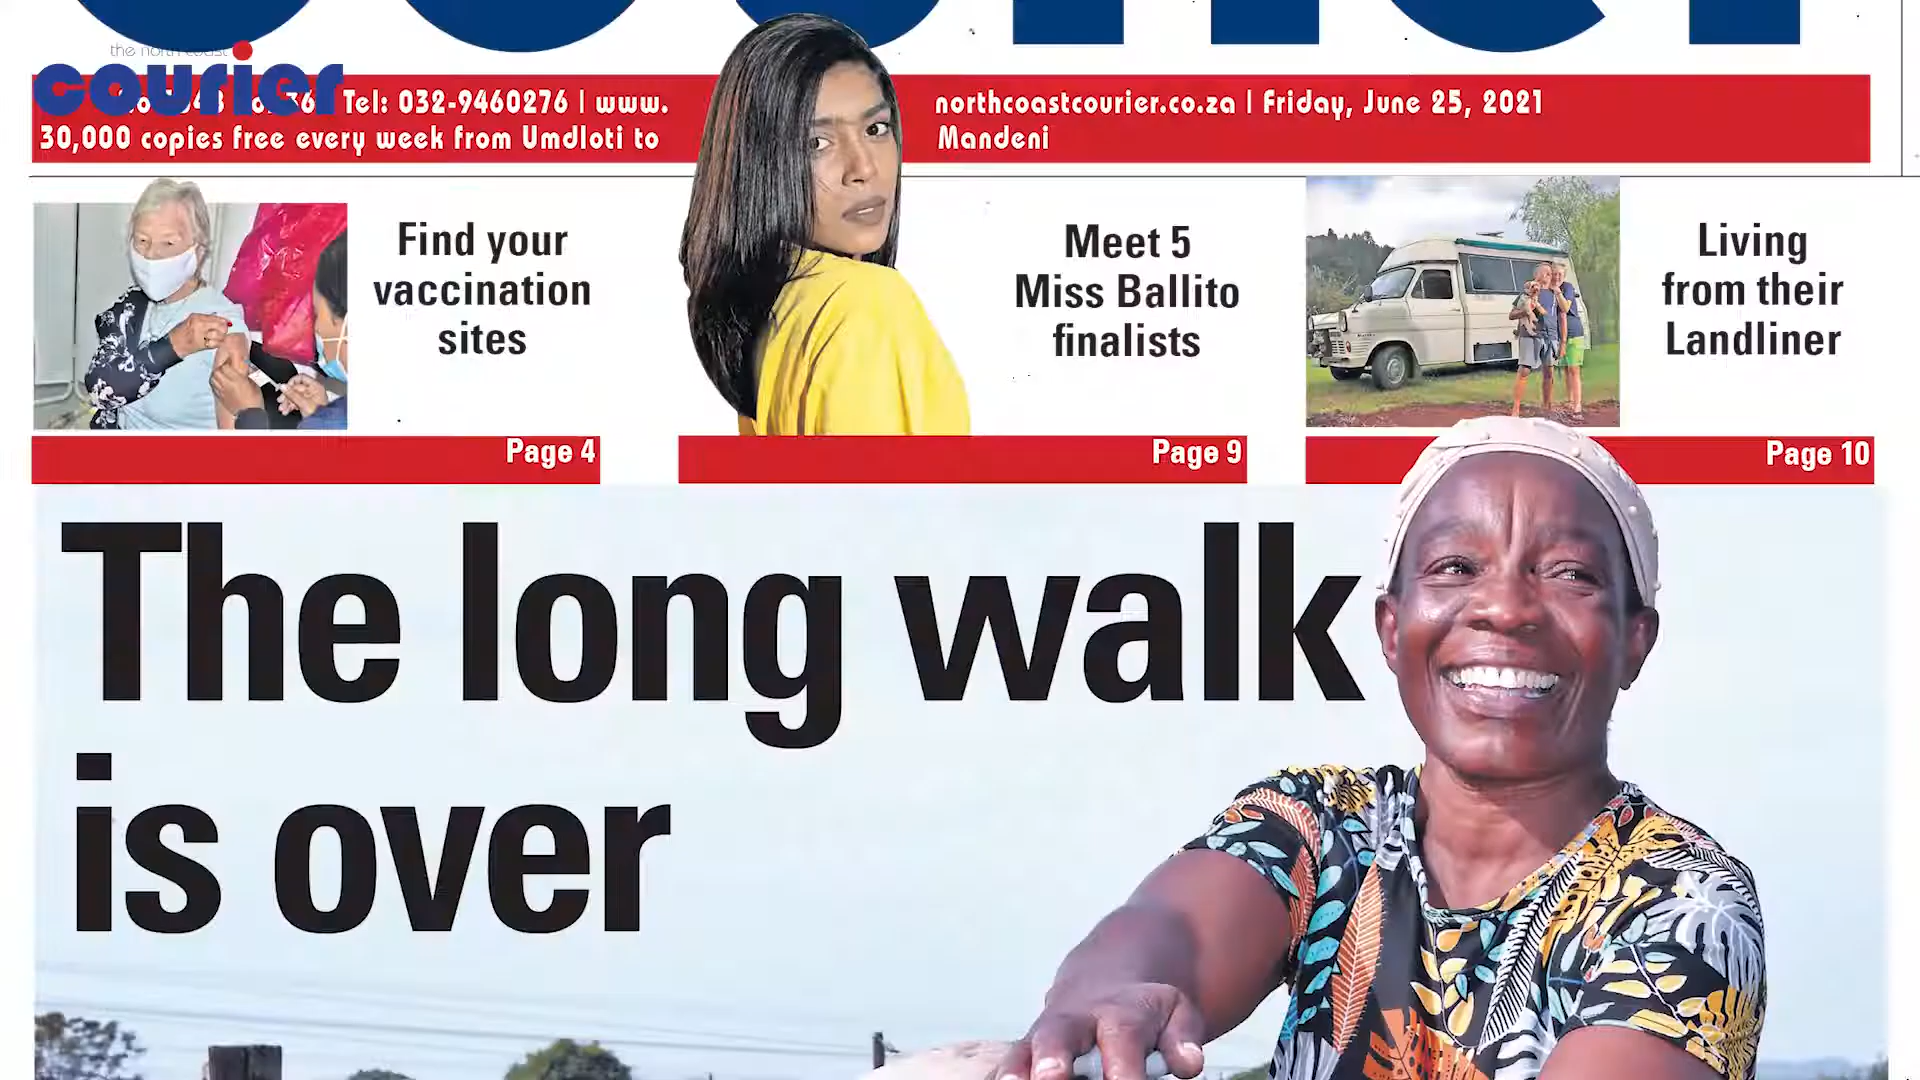 courier
the north coast
courier
Tel: 032-9460276 | www.
northcoastcourier.co.za | Friday, June 25, 2021
30,000 copies free every week from Umdloti to
Mandeni
Find your
vaccination
sites
Page 4
Meet 5
Miss Ballito
finalists
Page 9
Living
from their
Landliner
Page 10
The long walk
is over